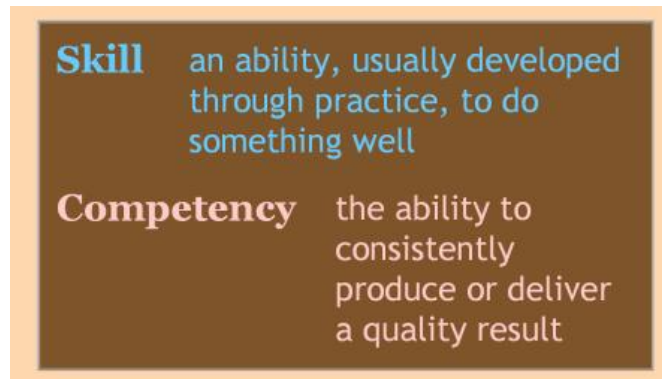 Skill an ability, usually developed
through practice, to do
something well
Competency the ability to
consistently
produce or deliver
a quality result